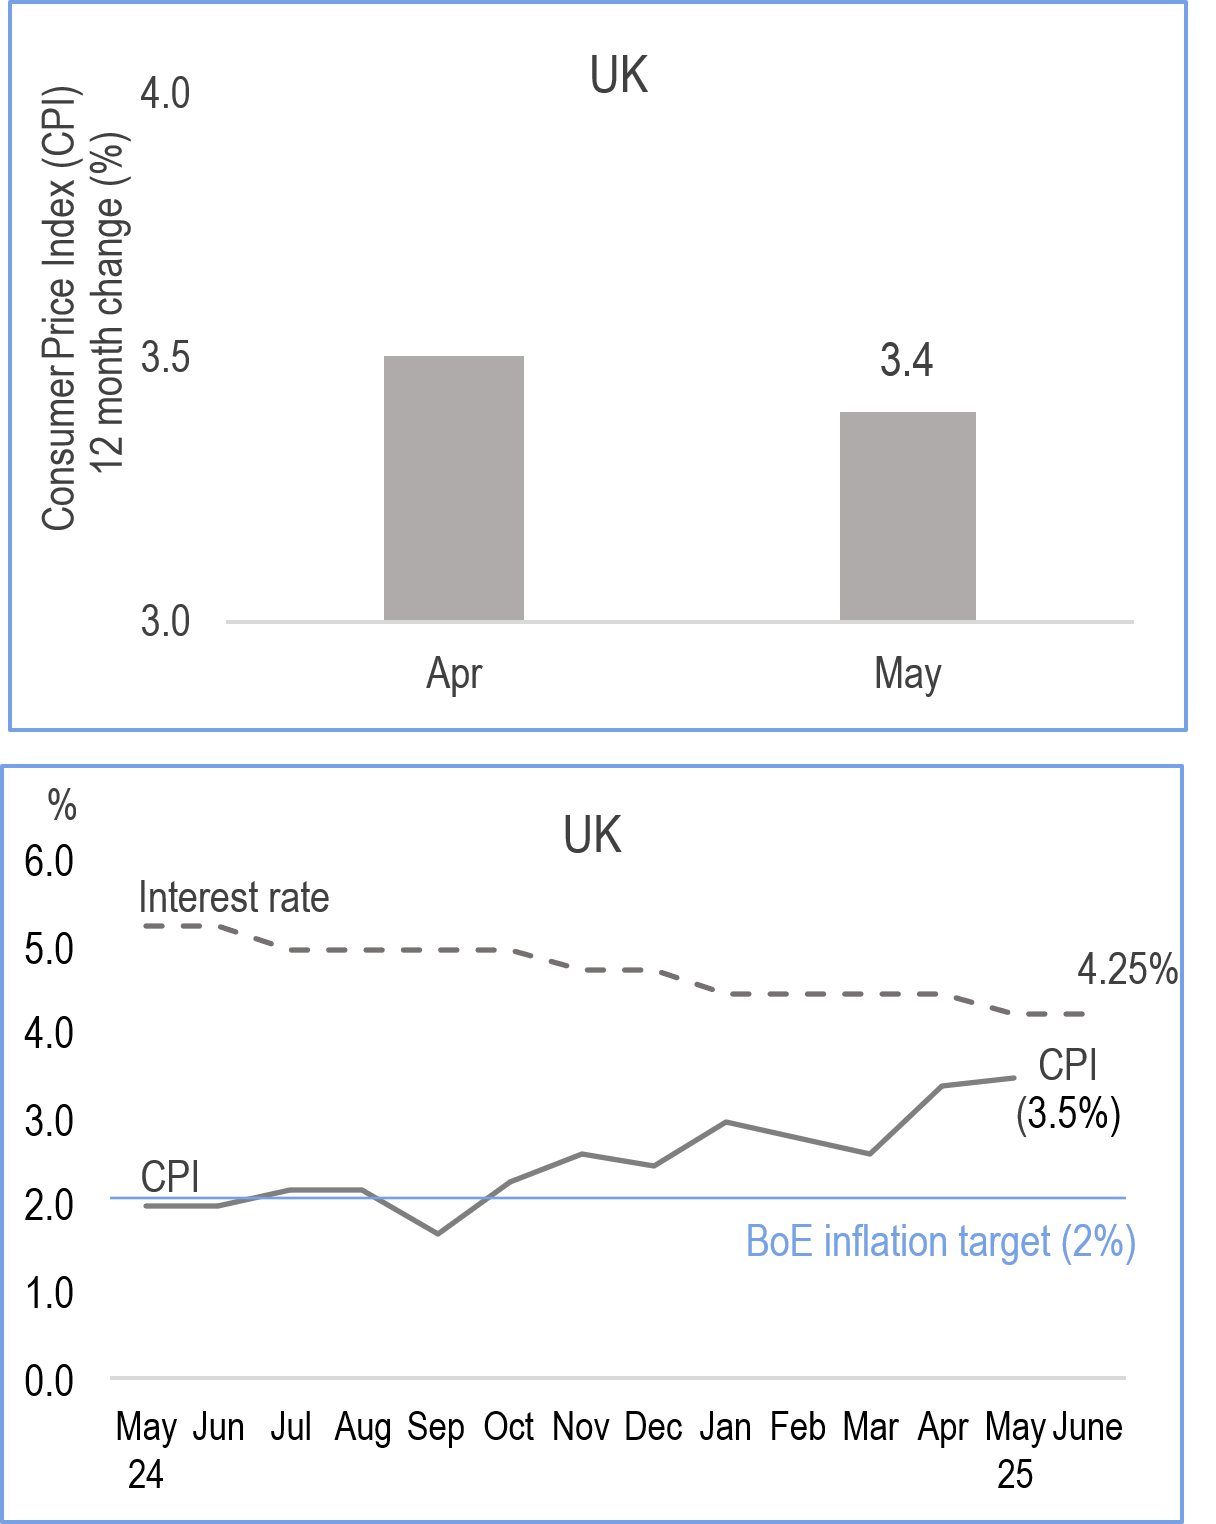 UK
Consumer Price Index (CPI)
12 month change (%)
4.0
3.5
3.0
3.4
Apr May
%
UK
6.0
5.0
4.0
3.0
2.0
1.0
0.0
Interest rate
4.25%
CPI
(3.5%)
CPI
BoE inflation target (2%)
May Jun Jul Aug Sep Oct Nov Dec Jan Feb Mar Apr May June
24 25